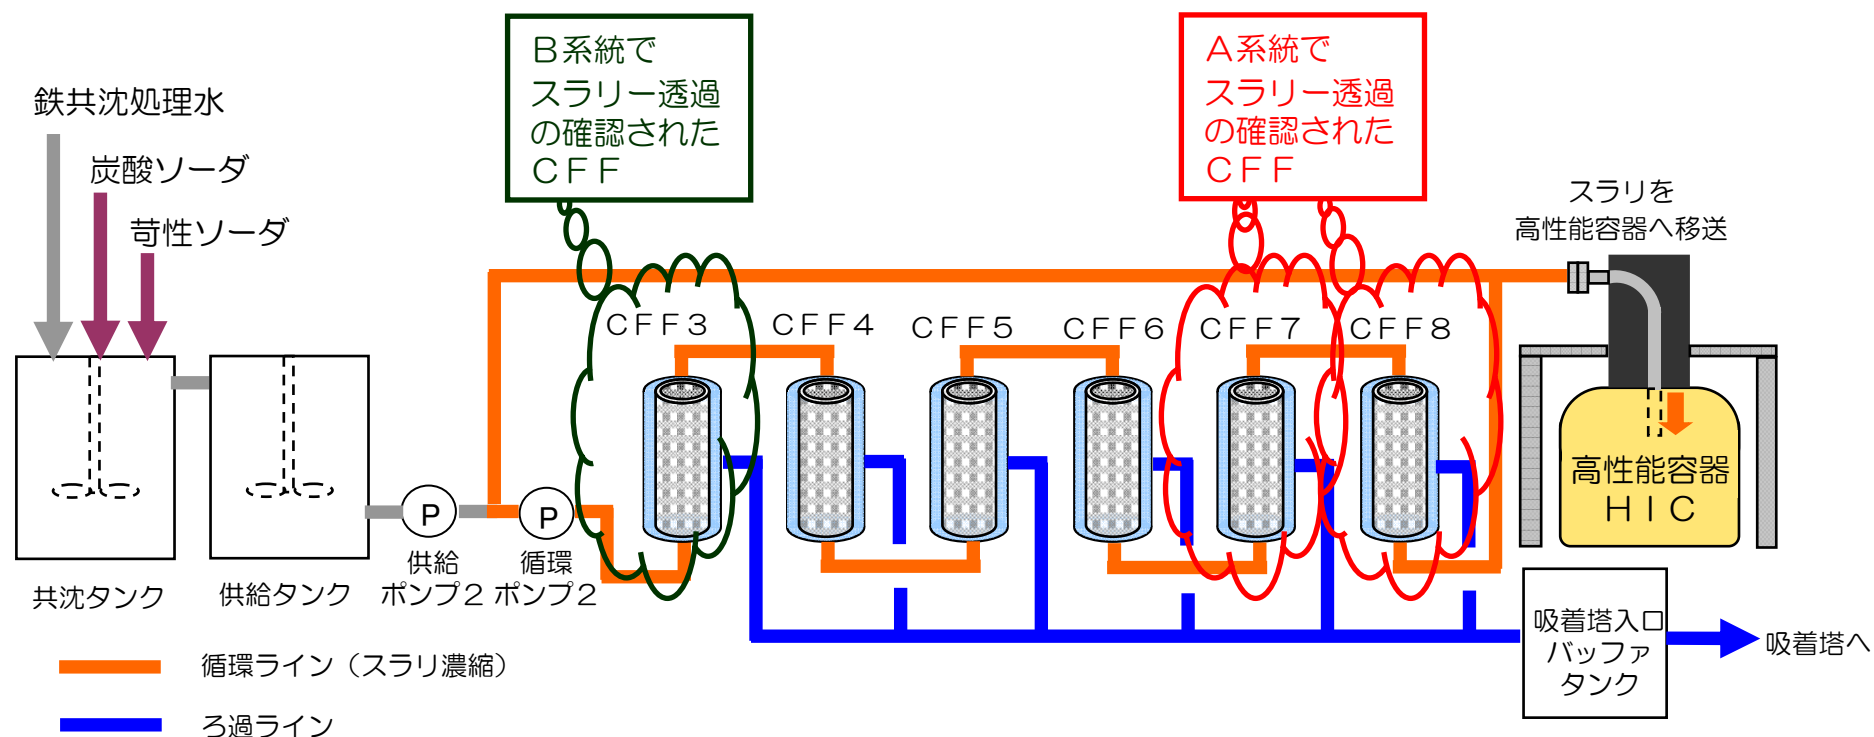 B系統で
スラリー透過
の確認された
CFF
A系統で
スラリー透過
の確認された
CFF
鉄共沈処理水
炭酸ソーダ
苛性ソーダ
スラリを
高性能容器へ移送
CFF3
CFF4
CFF5
CFF6
CFF7
CFF8
高性能容器
HIC
P
P
供給
ポンプ2
循環
ポンプ2
共沈タンク
供給タンク
吸着塔入口
バッファ
タンク
吸着塔へ
循環ライン（スラリ濃縮）
ろ過ライン